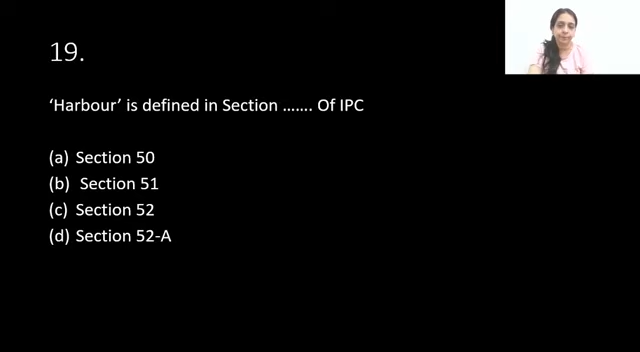 19.
‘Harbour’ is defined in Section ……. Of IPC
(a) Section 50
(b) Section 51
(c) Section 52
(d) Section 52-A